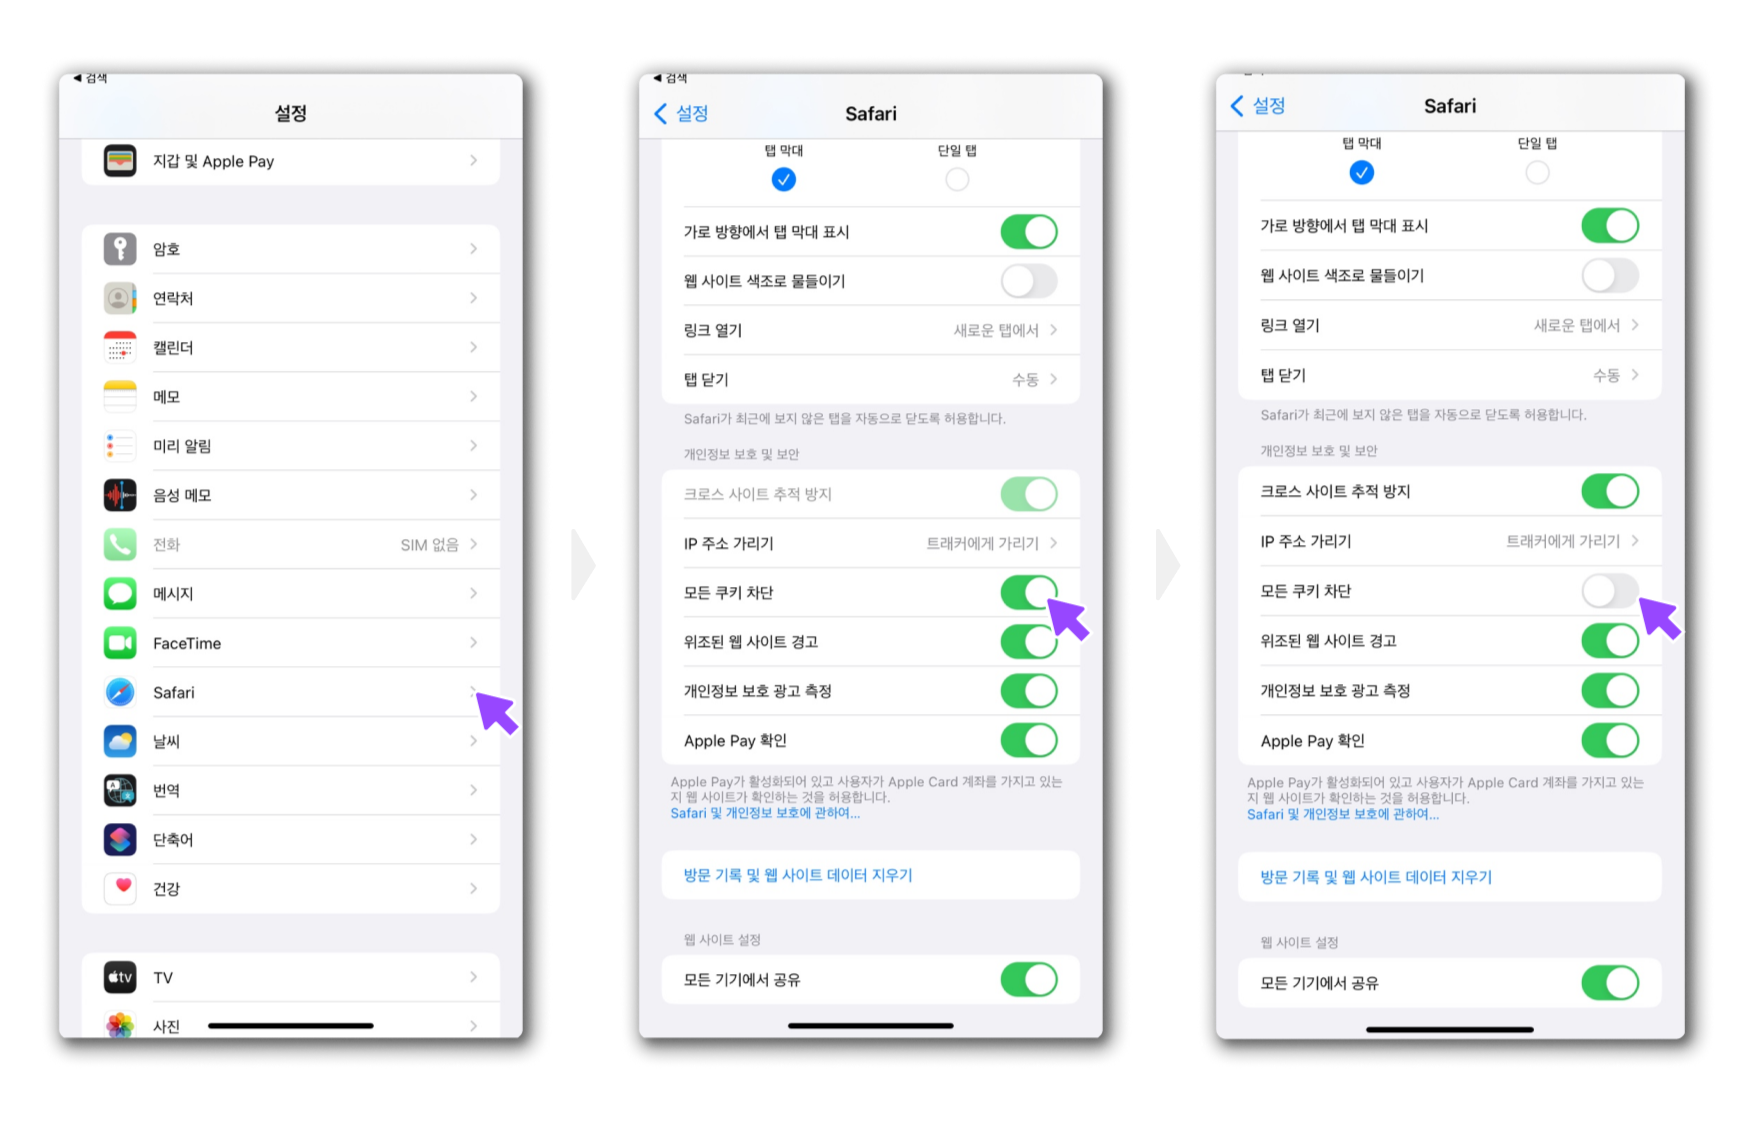 ◀ 검색
설정
지갑 및 Apple Pay
암호
연락처
캘린더
메모
미리 알림
음성 메모
전화 SIM 없음
메시지
FaceTime
Safari
날씨
번역
단축어
건강
tv TV
사진
◀ 검색
설정 Safari
탭 막대 단일 탭
가로 방향에서 탭 막대 표시
웹 사이트 색조로 물들이기
링크 열기 새로운 탭에서
탭 닫기 수동
Safari가 최근에 보지 않은 탭을 자동으로 닫도록 허용합니다.
개인정보 보호 및 보안
크로스 사이트 추적 방지
IP 주소 가리기 트래커에게 가리기
모든 쿠키 차단
위조된 웹 사이트 경고
개인정보 보호 광고 측정
Apple Pay 확인
Apple Pay가 활성화되어 있고 사용자가 Apple Card 계좌를 가지고 있는
지 웹 사이트가 확인하는 것을 허용합니다.
Safari 및 개인정보 보호에 관하여...
방문 기록 및 웹 사이트 데이터 지우기
웹 사이트 설정
모든 기기에서 공유
설정 Safari
탭 막대 단일 탭
가로 방향에서 탭 막대 표시
웹 사이트 색조로 물들이기
링크 열기 새로운 탭에서
탭 닫기 수동
Safari가 최근에 보지 않은 탭을 자동으로 닫도록 허용합니다.
개인정보 보호 및 보안
크로스 사이트 추적 방지
IP 주소 가리기 트래커에게 가리기
모든 쿠키 차단
위조된 웹 사이트 경고
개인정보 보호 광고 측정
Apple Pay 확인
Apple Pay가 활성화되어 있고 사용자가 Apple Card 계좌를 가지고 있는
지 웹 사이트가 확인하는 것을 허용합니다.
Safari 및 개인정보 보호에 관하여...
방문 기록 및 웹 사이트 데이터 지우기
웹 사이트 설정
모든 기기에서 공유